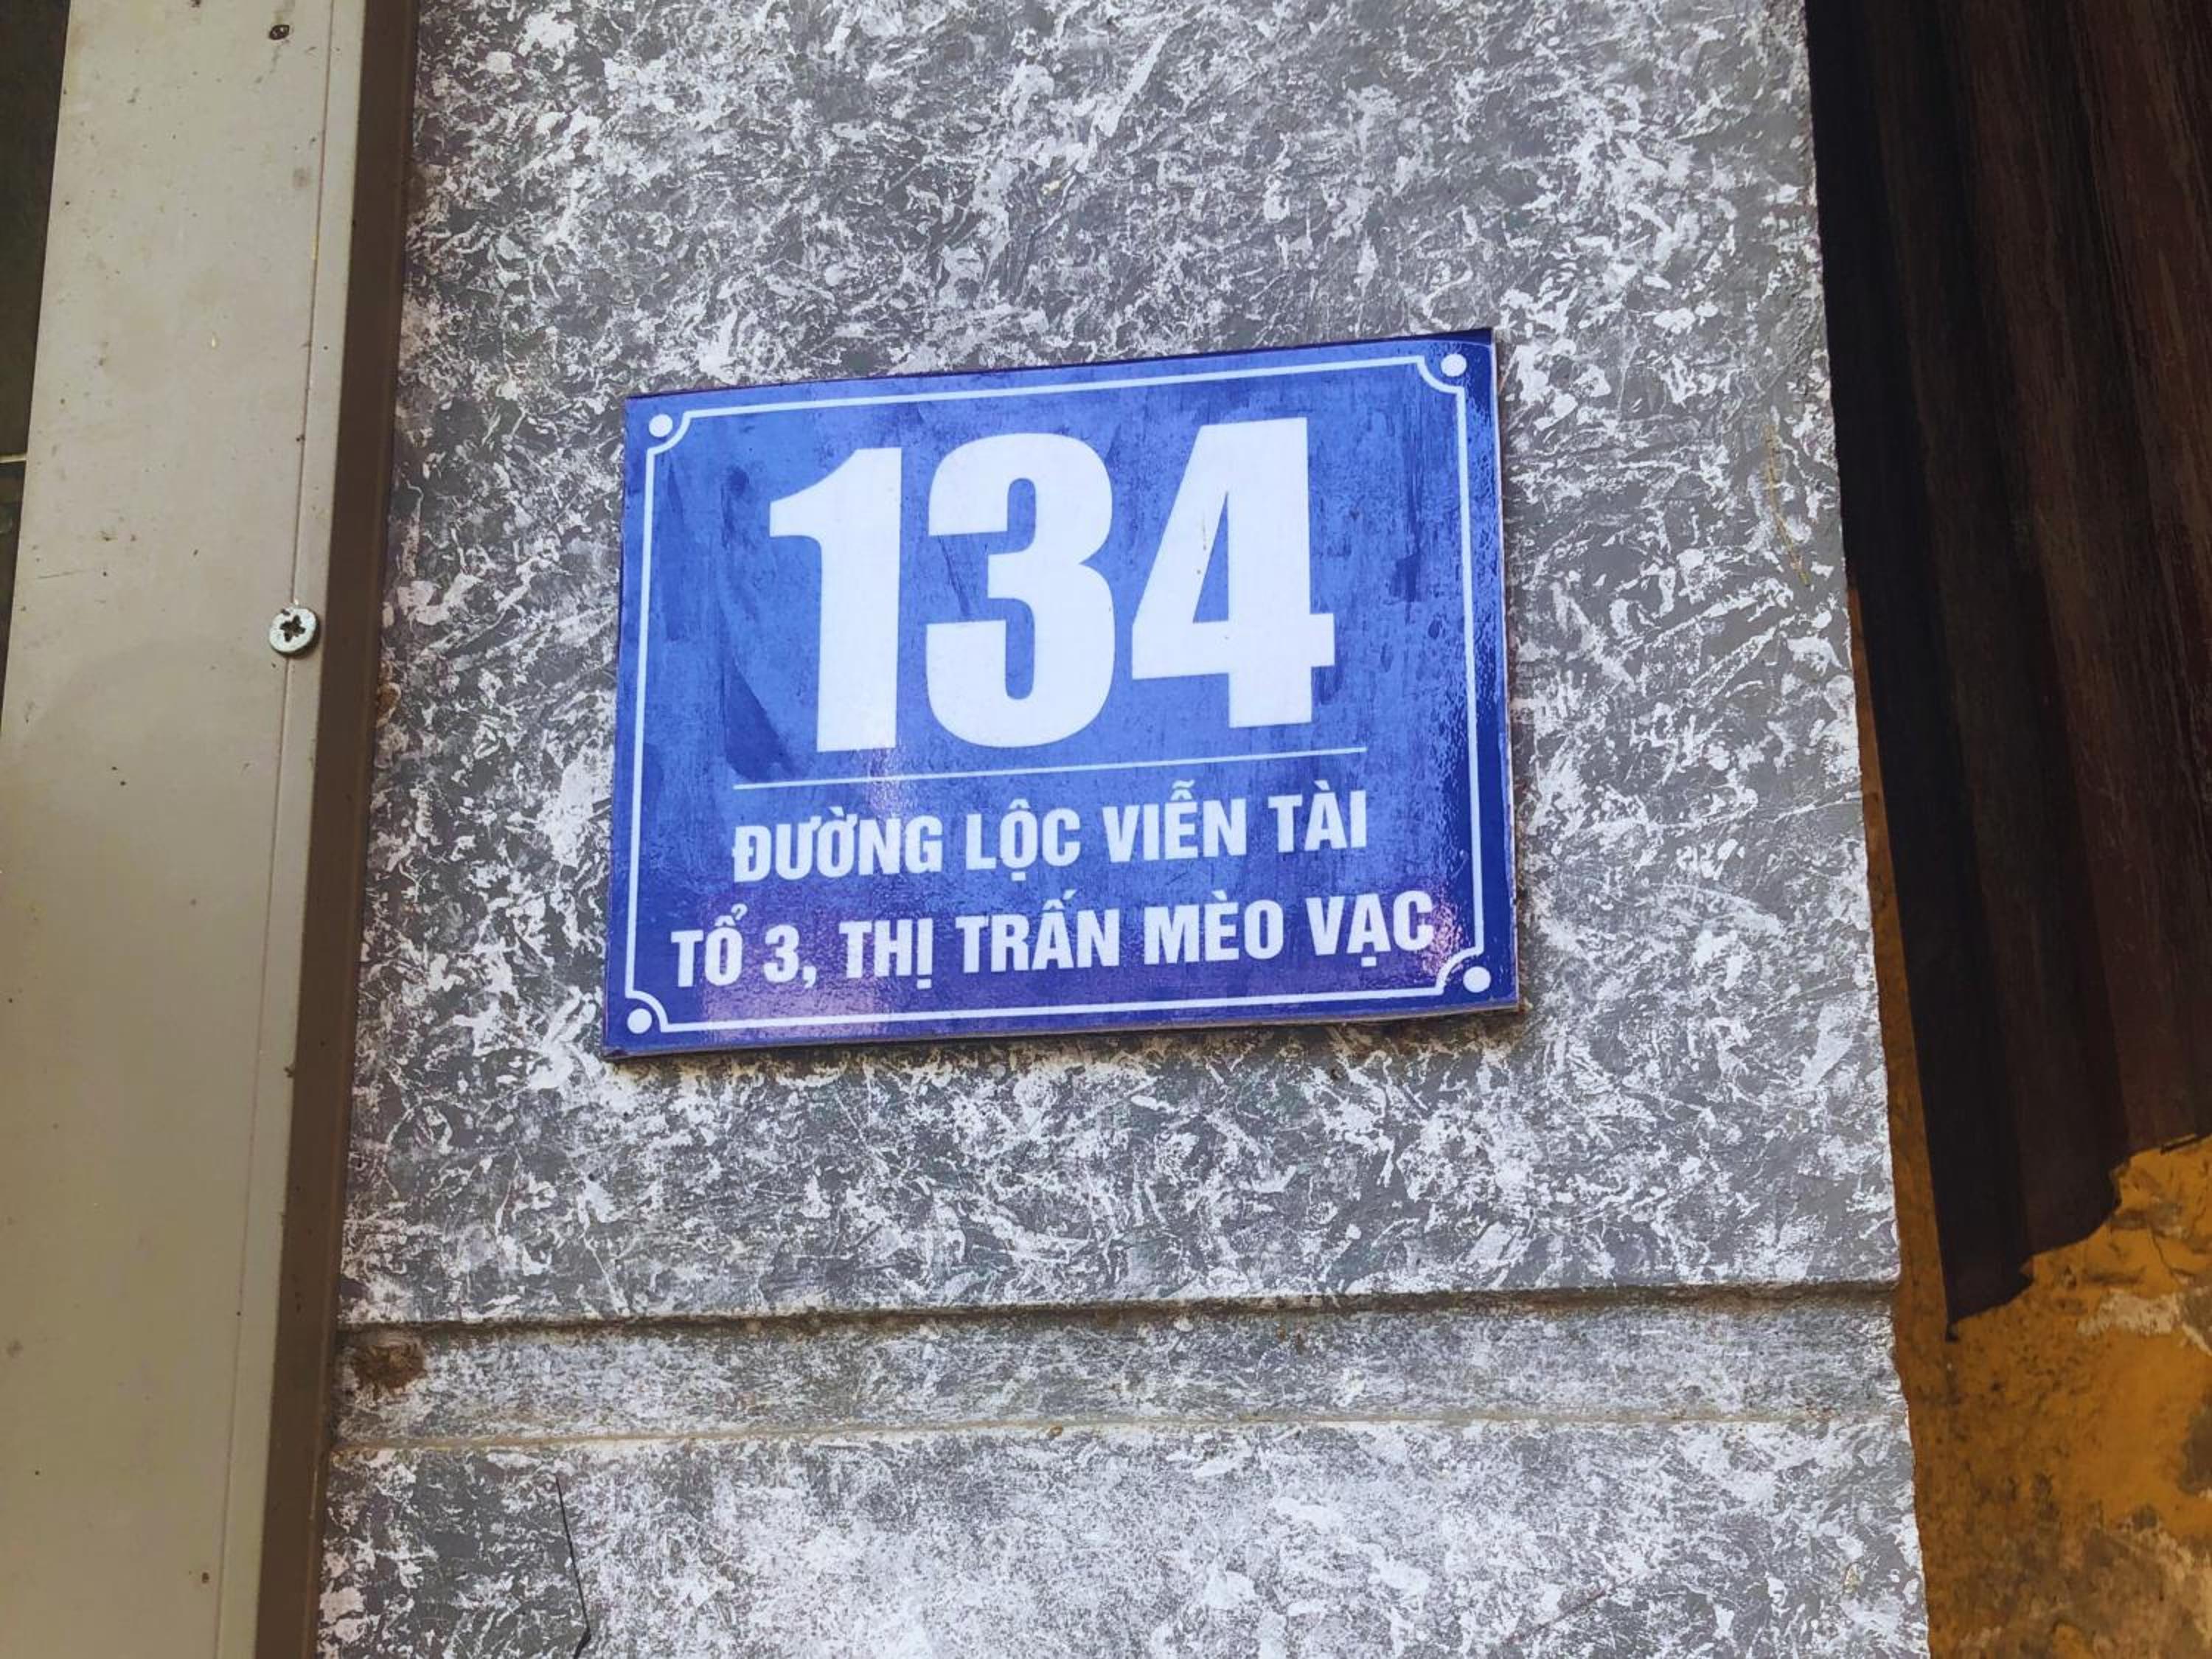 134
ĐƯỜNG LỘC VIỄN TÀI
TỔ 3, THỊ TRẤN MÈO VẠC